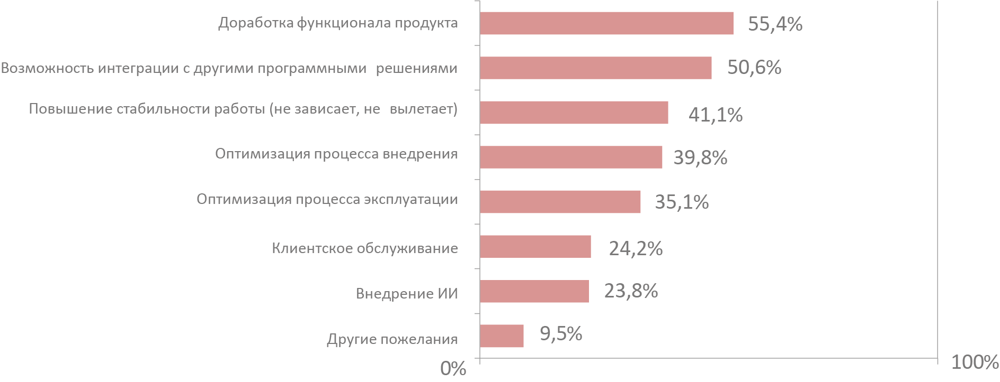 Доработка функционала продукта 55,4%
Возможность интеграции с другими программными решениями 50,6%
Повышение стабильности работы (не зависает, не вылетает) 41,1%
Оптимизация процесса внедрения 39,8%
Оптимизация процесса эксплуатации 35,1%
Клиентское обслуживание 24,2%
Внедрение ИИ 23,8%
Другие пожелания 9,5%
0% 100%